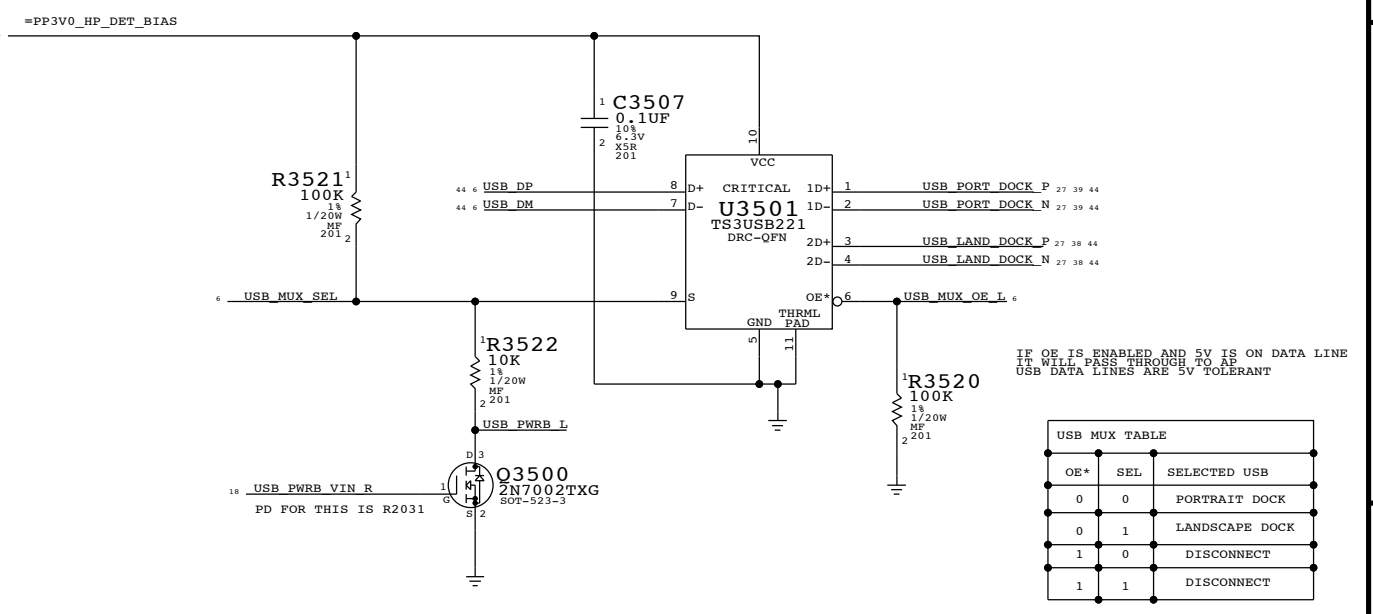 =PP3V0_HP_DET_BIAS
1 C3507
0.1UF
10%
6.3V
X5R
201
2
10
VCC
R3521 1
100K
1%
1/20W
MF
201 2
44 6 USB_DP 8 D+ CRITICAL 1D+ 1 USB_PORT_DOCK_P 27 39 44
44 6 USB_DM 7 D- U3501 1D- 2 USB_PORT_DOCK_N 27 39 44
TS3USB221
DRC-QFN
2D+ 3 USB_LAND_DOCK_P 27 38 44
2D- 4 USB_LAND_DOCK_N 27 38 44
6 USB_MUX_SEL 9 S OE* 6 USB_MUX_OE_L 6
GND THRML PAD
5 11
1 R3522
10K
1%
1/20W
MF
2 201
USB_PWRB_L
D 3
Q3500
2N7002TXG
SOT-523-3
18 USB_PWRB_VIN_R 1 G
S 2
PD FOR THIS IS R2031
1 R3520
100K
1%
1/20W
MF
2 201
IF OE IS ENABLED AND 5V IS ON DATA LINE
IT WILL PASS THROUGH TO AP
USB DATA LINES ARE 5V TOLERANT
USB MUX TABLE
OE* SEL SELECTED USB
0 0 PORTRAIT DOCK
0 1 LANDSCAPE DOCK
1 0 DISCONNECT
1 1 DISCONNECT